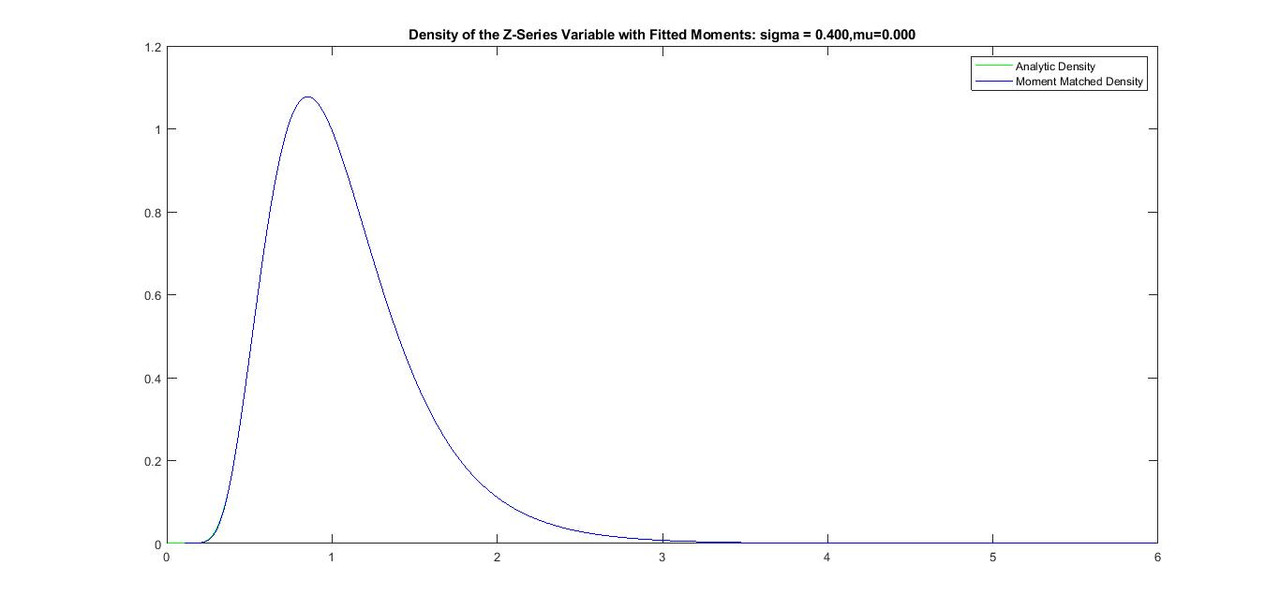 Density of the Z-Series Variable with Fitted Moments: sigma = 0.400,mu=0.000
Analytic Density
Moment Matched Density
1.2
1
0.8
0.6
0.4
0.2
0
0 1 2 3 4 5 6